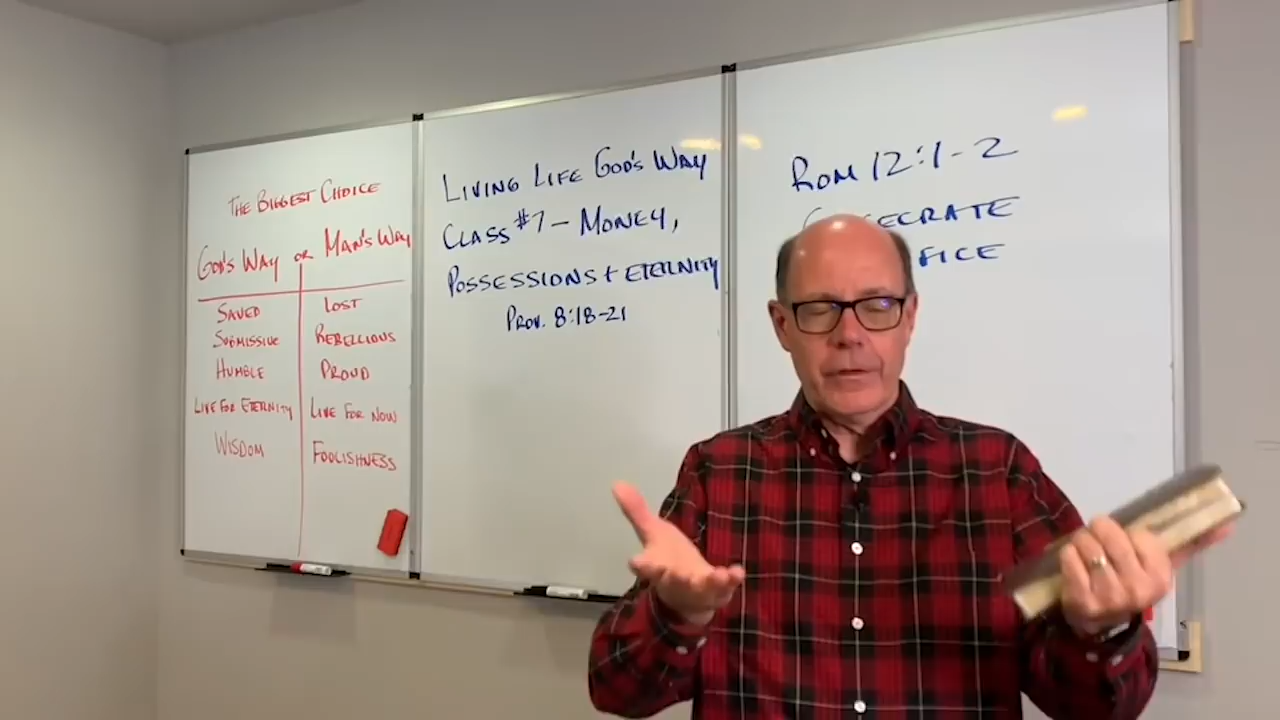 THE BIGGEST CHOICE
GOD'S WAY OR MAN'S WAY
SAVED LOST
SUBMISSIVE REBELLIOUS
HUMBLE PROUD
LIVE FOR ETERNITY LIVE FOR NOW
WISDOM FOOLISHNESS
LIVING LIFE GOD'S WAY
CLASS #7 - MONEY,
POSSESSIONS + ETERNITY
PROV. 8:18-21
ROM 12:1-2